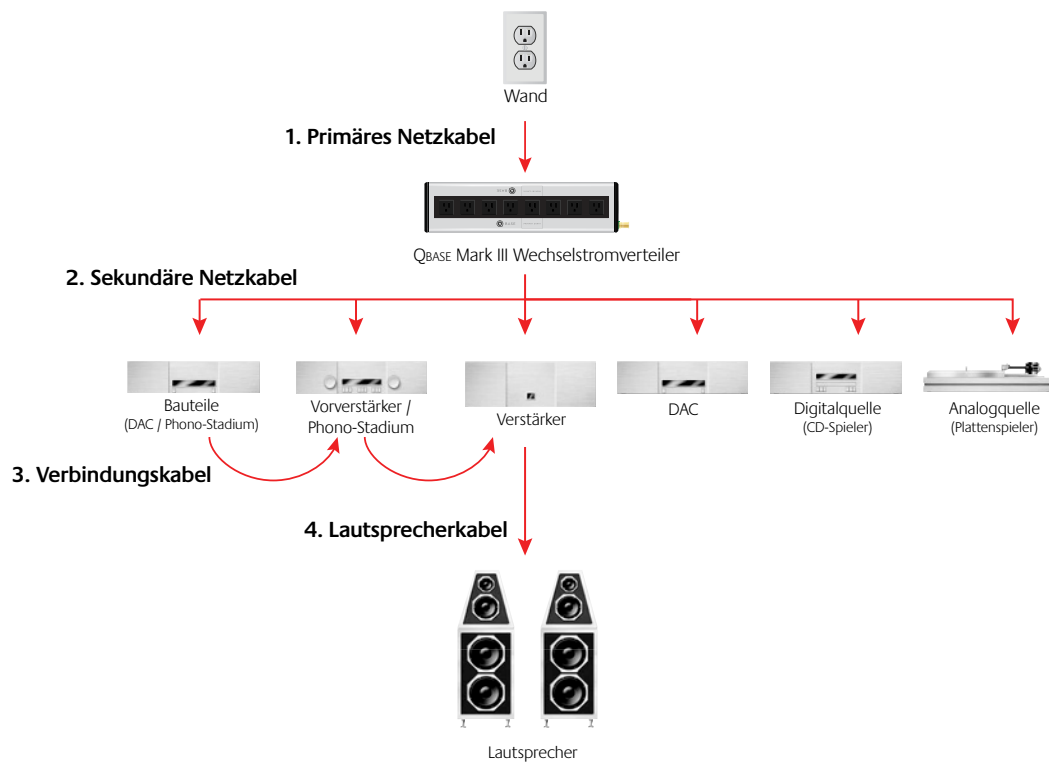 Wand
1. Primäres Netzkabel
QBASE Mark III Wechselstromverteiler
2. Sekundäre Netzkabel
Bauteile
(DAC / Phono-Stadium)
Vorverstärker /
Phono-Stadium
Verstärker
DAC
Digitalquelle
(CD-Spieler)
Analogquelle
(Plattenspieler)
3. Verbindungskabel
4. Lautsprecherkabel
Lautsprecher